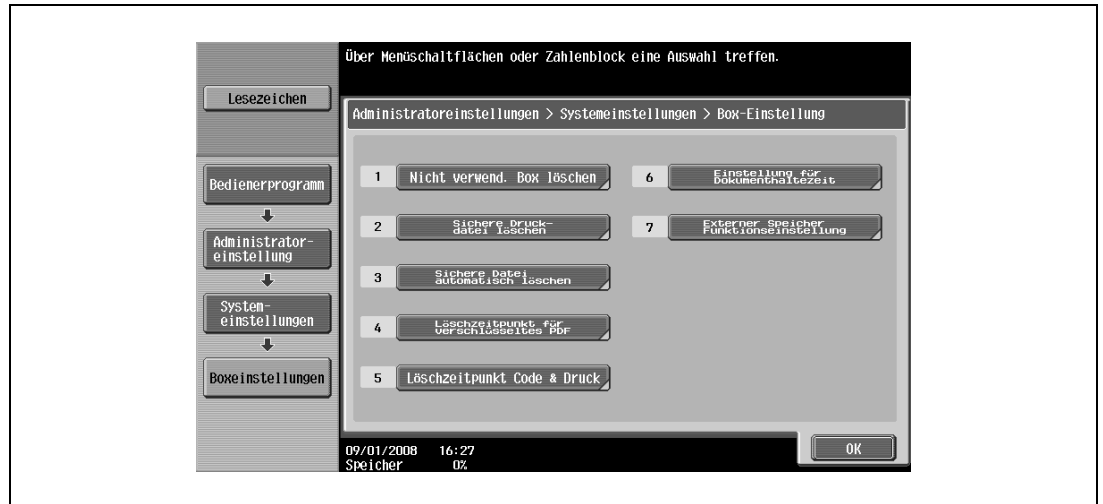 Über Menüschaltflächen oder Zahlenblock eine Auswahl treffen.
Lesezeichen
Administratoreinstellungen > Systemeinstellungen > Box-Einstellung
Bedienerprogramm
Administrator-
einstellung
System-
einstellungen
Boxeinstellungen
1 Nicht verwend. Box löschen
2 Sichere Druck-
datei löschen
3 Sichere Datei
automatisch löschen
4 Löschzeitpunkt für
verschlüsseltes PDF
5 Löschzeitpunkt Code & Druck
6 Einstellung für
Dokumenthaltezeit
7 Externer Speicher
Funktionseinstellung
09/01/2008 16:27
Speicher 0%
OK